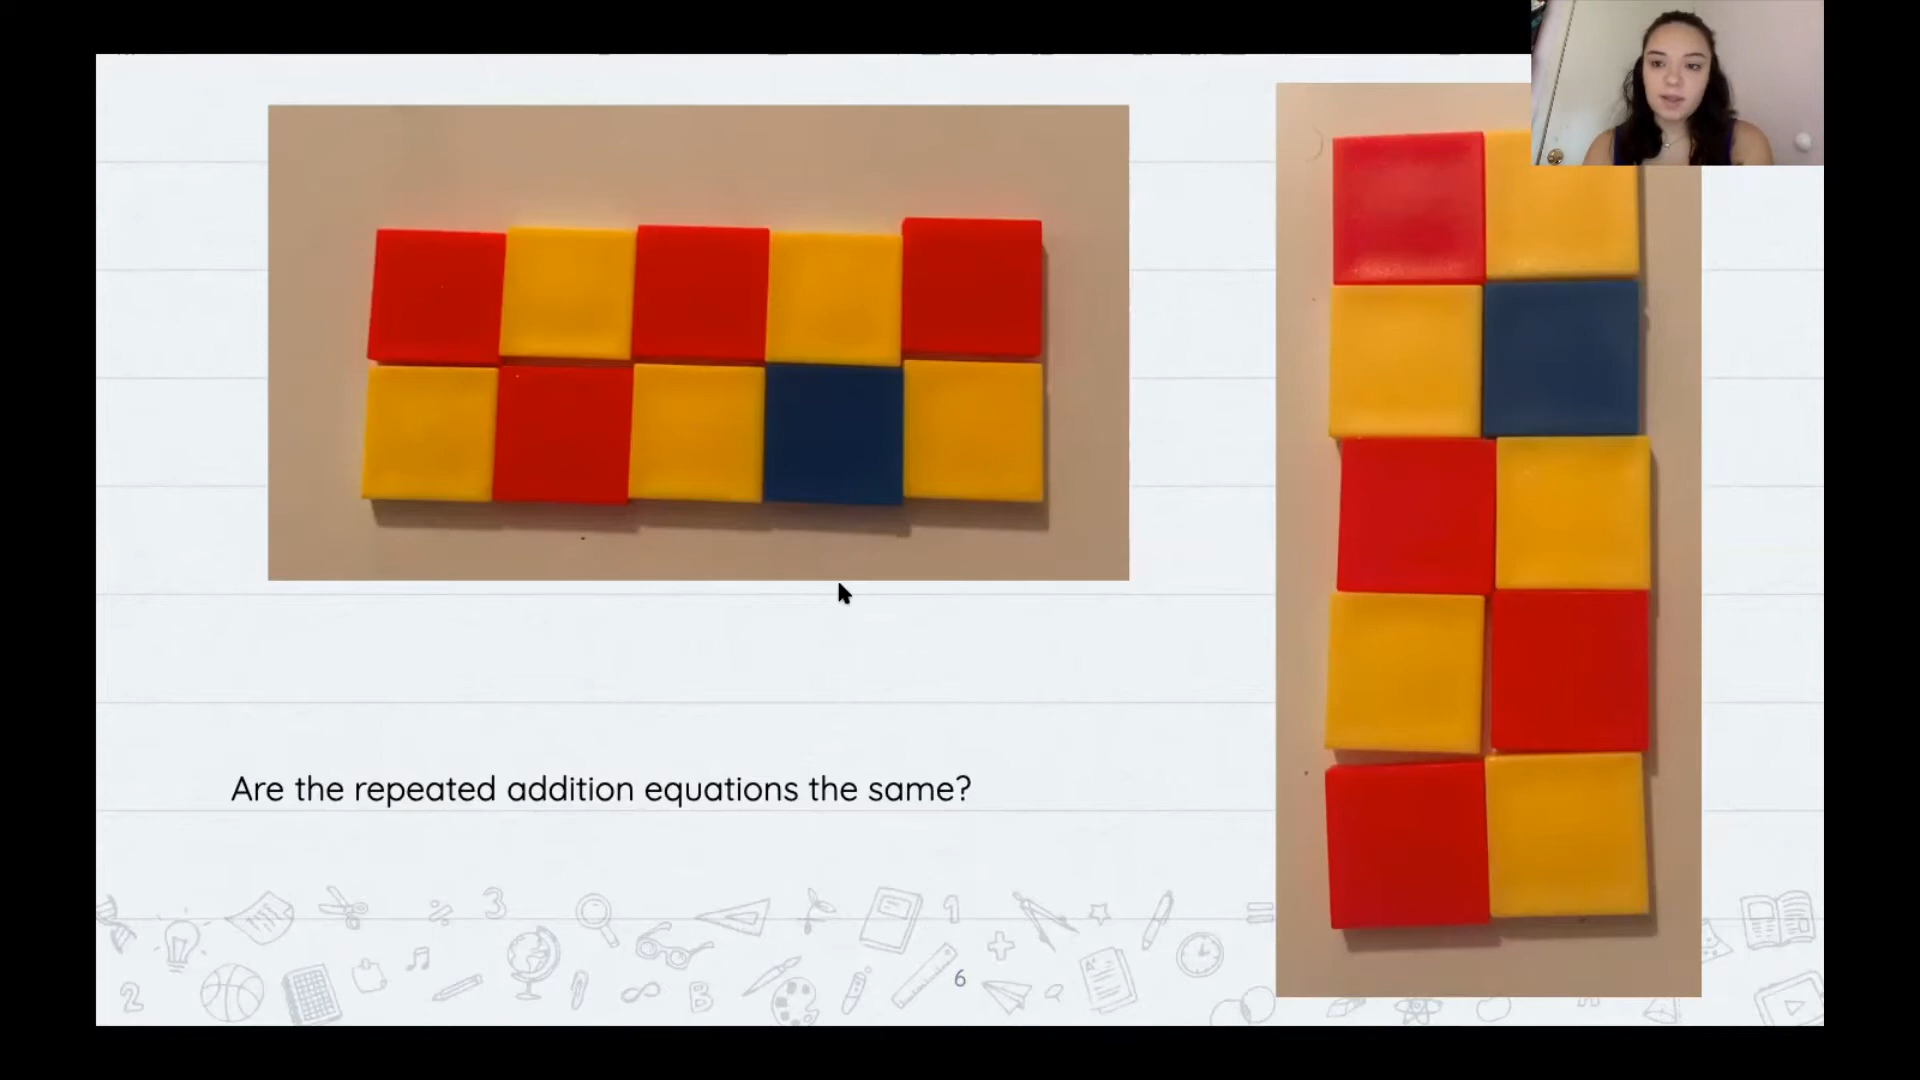 Are the repeated addition equations the same?
6